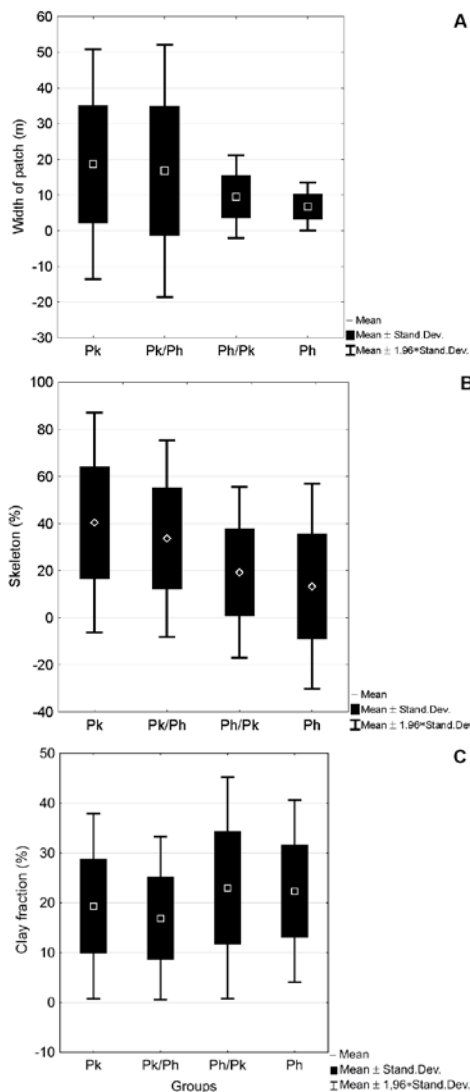 A
60
50
40
30
20
10
0
-10
-20
-30
Width of patch (m)
Pk Pk/Ph Ph/Pk Ph
– Mean
Mean ± Stand.Dev.
Mean ± 1.96*Stand.Dev.
B
100
80
60
40
20
0
-20
-40
Skeleton (%)
Pk Pk/Ph Ph/Pk Ph
– Mean
Mean ± Stand.Dev.
Mean ± 1.96*Stand.Dev
C
50
40
30
20
10
0
-10
Clay fraction (%)
Pk Pk/Ph Ph/Pk Ph
Groups
– Mean
Mean ± Stand.Dev.
Mean ± 1,96*Stand.Dev